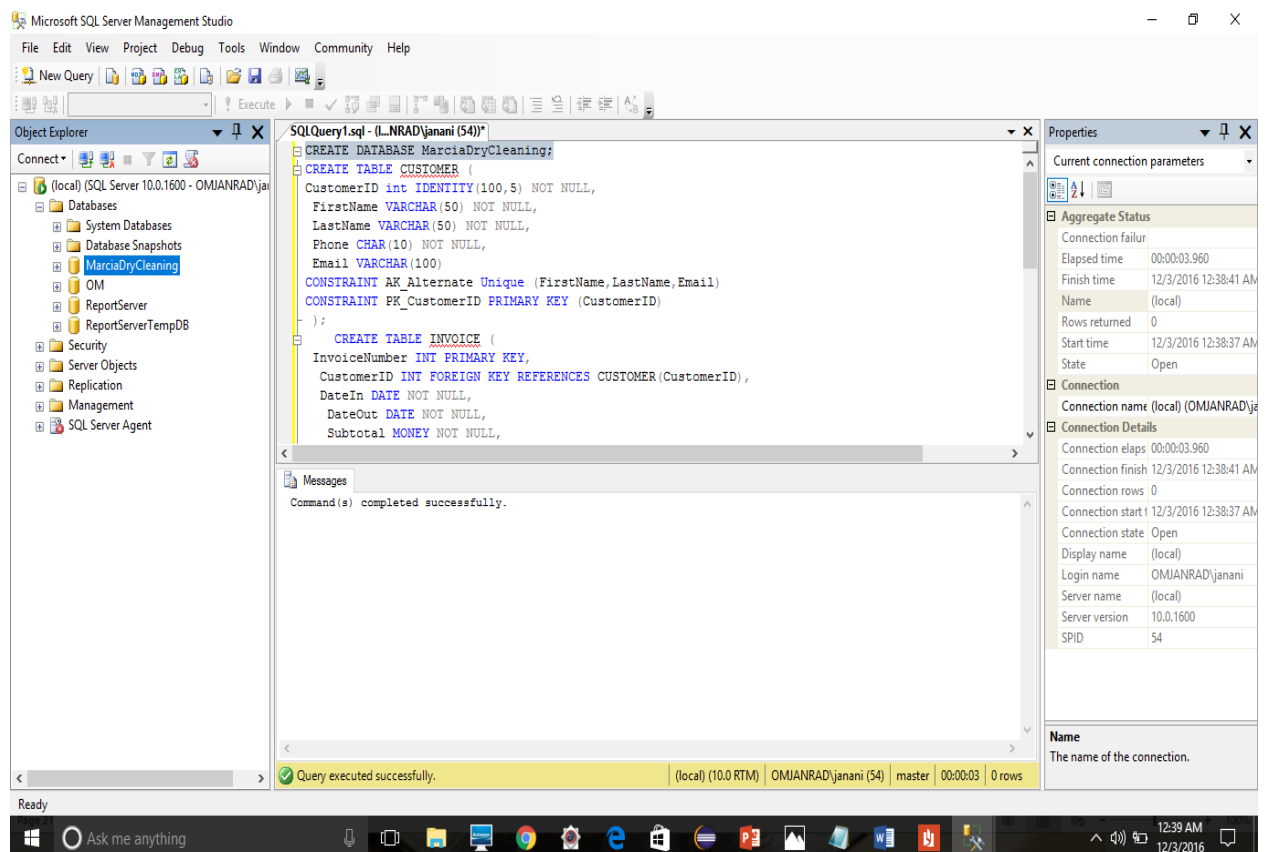 Microsoft SQL Server Management Studio
File Edit View Project Debug Tools Window Community Help
New Query
Execute
Object Explorer
Connect
(local) (SQL Server 10.0.1600 - OMJANRAD\jan
Databases
System Databases
Database Snapshots
MarciaDryCleaning
OM
ReportServer
ReportServerTempDB
Security
Server Objects
Replication
Management
SQL Server Agent
SQLQuery1.sql - (l...NRAD\janani (54))*
CREATE DATABASE MarciaDryCleaning;
CREATE TABLE CUSTOMER (
CustomerID int IDENTITY(100,5) NOT NULL,
FirstName VARCHAR(50) NOT NULL,
LastName VARCHAR(50) NOT NULL,
Phone CHAR(10) NOT NULL,
Email VARCHAR(100)
CONSTRAINT AK_Alternate Unique (FirstName,LastName,Email)
CONSTRAINT PK_CustomerID PRIMARY KEY (CustomerID)
);
CREATE TABLE INVOICE (
InvoiceNumber INT PRIMARY KEY,
CustomerID INT FOREIGN KEY REFERENCES CUSTOMER(CustomerID),
DateIn DATE NOT NULL,
DateOut DATE NOT NULL,
Subtotal MONEY NOT NULL,
Messages
Command(s) completed successfully.
Query executed successfully.
(local) (10.0 RTM) OMJANRAD\janani (54) master 00:00:03 0 rows
Properties
Current connection parameters
Aggregate Status
Connection failur
Elapsed time 00:00:03.960
Finish time 12/3/2016 12:38:41 AM
Name (local)
Rows returned 0
Start time 12/3/2016 12:38:37 AM
State Open
Connection
Connection name (local) (OMJANRAD\ja
Connection Details
Connection elaps 00:00:03.960
Connection finish 12/3/2016 12:38:41 AM
Connection rows 0
Connection start t 12/3/2016 12:38:37 AM
Connection state Open
Display name (local)
Login name OMJANRAD\janani
Server name (local)
Server version 10.0.1600
SPID 54
Name
The name of the connection.
Ready
Page 21
100%
Ask me anything
12:39 AM
12/3/2016